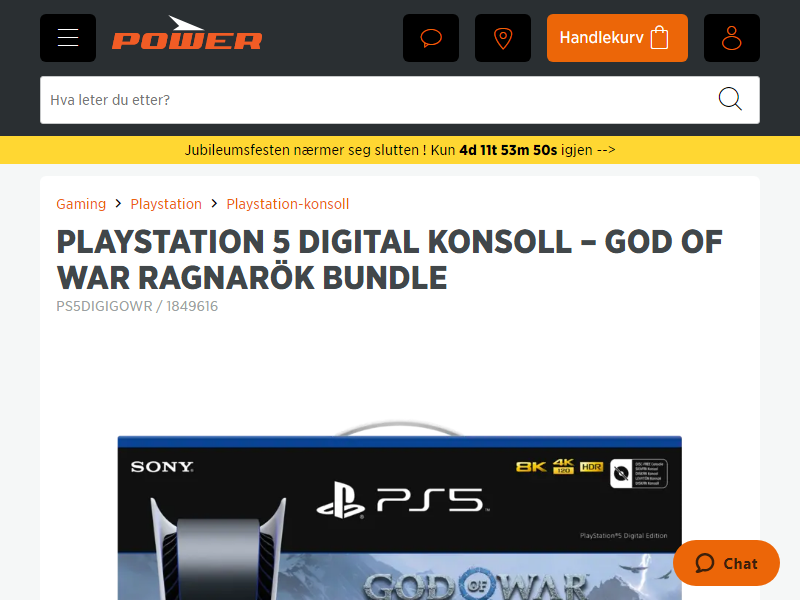 POWER
Handlekurv
Hva leter du etter?
Jubileumsfesten nærmer seg slutten ! Kun 4d 11t 53m 50s igjen -->
Gaming > Playstation > Playstation-konsoll
PLAYSTATION 5 DIGITAL KONSOLL – GOD OF
WAR RAGNARÖK BUNDLE
PS5DIGIGOWR / 1849616
SONY
8K 4K 120 HDR
PS5
PlayStation®5 Digital Edition
GOD OF WAR
Chat